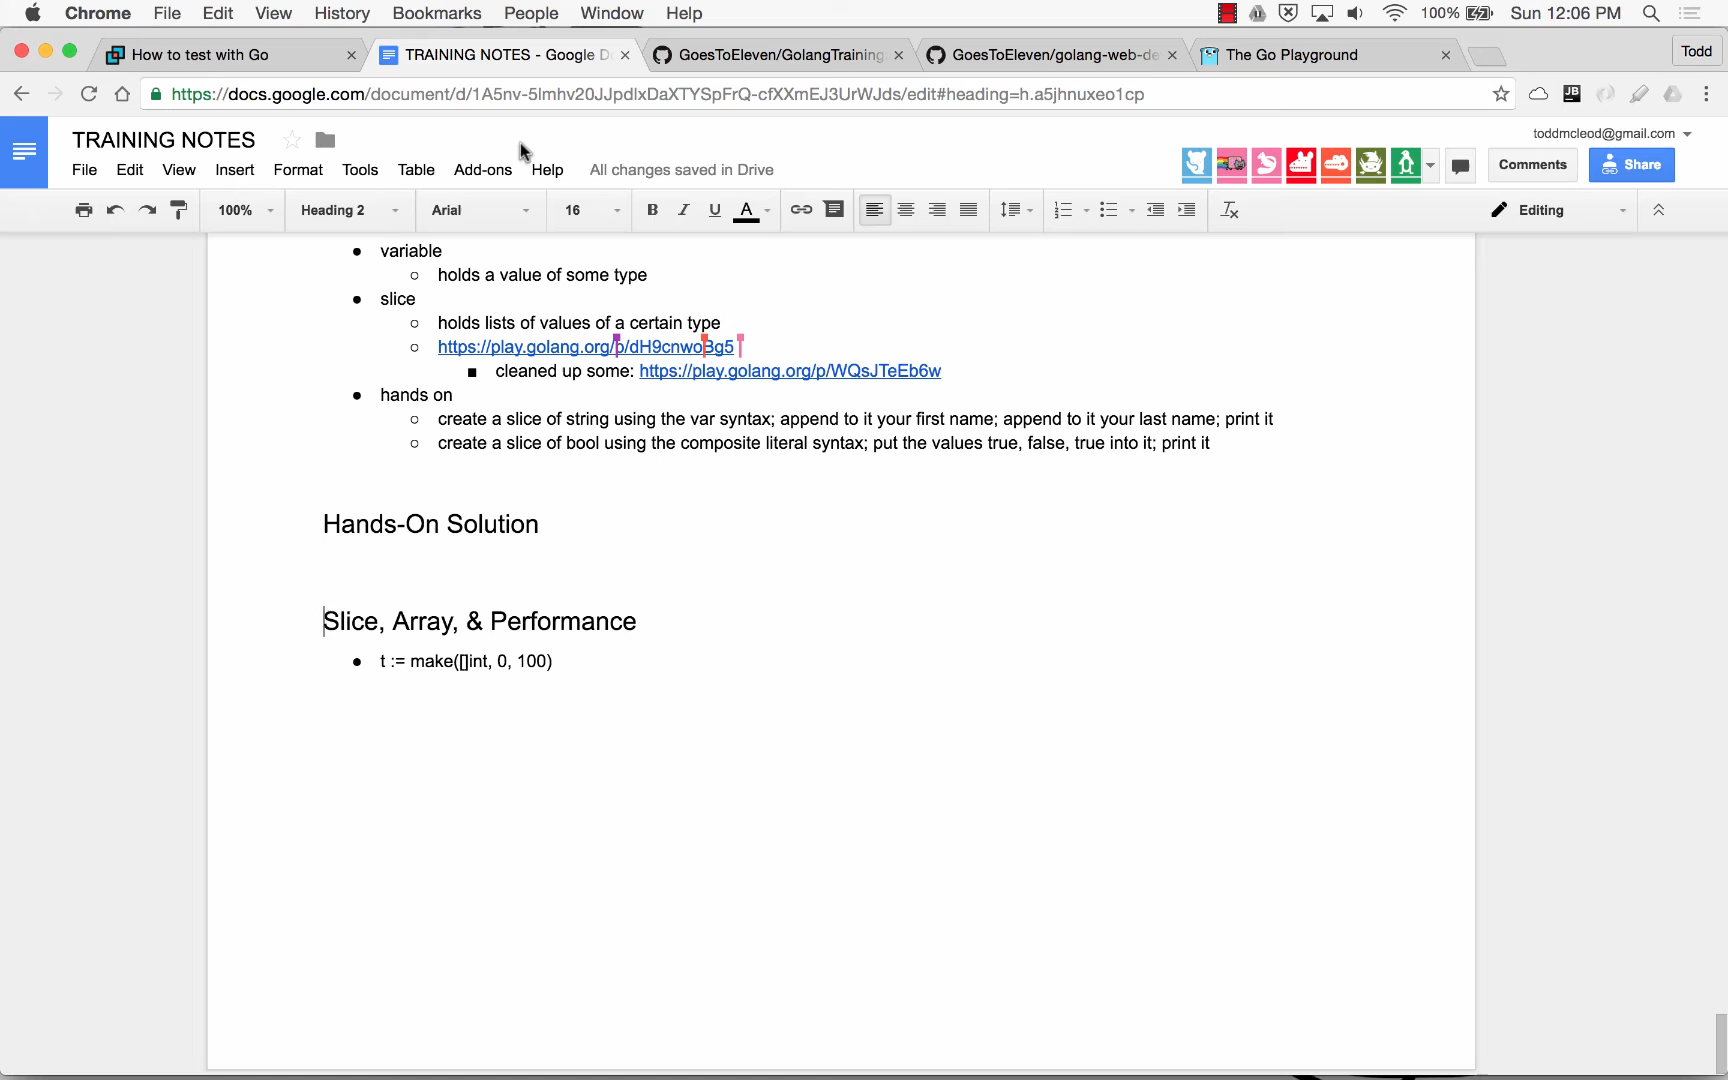 Chrome File Edit View History Bookmarks People Window Help 100% Sun 12:06 PM
How to test with Go TRAINING NOTES - Google Do GoesToEleven/GolangTraining GoesToEleven/golang-web-de The Go Playground Todd
https://docs.google.com/document/d/1A5nv-5lmhv20JJpdlxDaXTYSpFrQ-cfXXmEJ3UrWJds/edit#heading=h.a5jhnuxeo1cp
toddmcleod@gmail.com
TRAINING NOTES
File Edit View Insert Format Tools Table Add-ons Help All changes saved in Drive Comments Share
100% Heading 2 Arial 16 B I U A Editing
variable
holds a value of some type
slice
holds lists of values of a certain type
https://play.golang.org/p/dH9cnwoBg5
cleaned up some: https://play.golang.org/p/WQsJTeEb6w
hands on
create a slice of string using the var syntax; append to it your first name; append to it your last name; print it
create a slice of bool using the composite literal syntax; put the values true, false, true into it; print it
Hands-On Solution
Slice, Array, & Performance
t := make([]int, 0, 100)